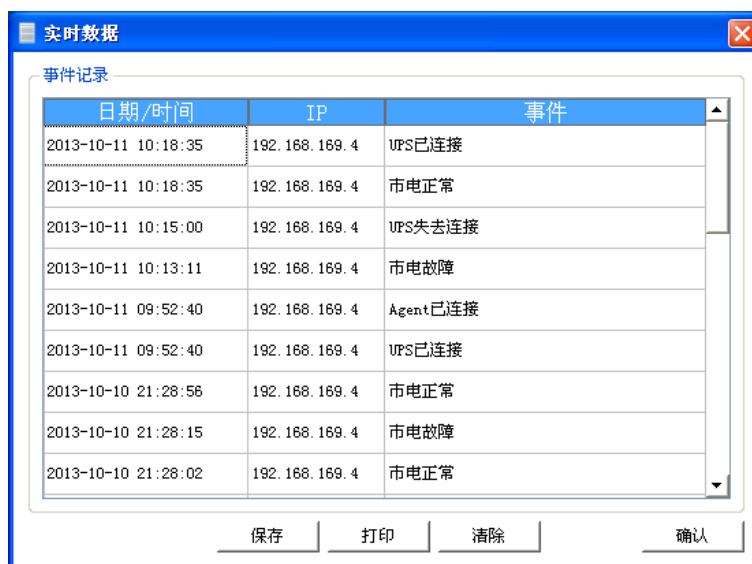 实时数据
事件记录
日期/时间 IP 事件
2013-10-11 10:18:35 192.168.169.4 UPS已连接
2013-10-11 10:18:35 192.168.169.4 市电正常
2013-10-11 10:15:00 192.168.169.4 UPS失去连接
2013-10-11 10:13:11 192.168.169.4 市电故障
2013-10-11 09:52:40 192.168.169.4 Agent已连接
2013-10-11 09:52:40 192.168.169.4 UPS已连接
2013-10-10 21:28:56 192.168.169.4 市电正常
2013-10-10 21:28:15 192.168.169.4 市电故障
2013-10-10 21:28:02 192.168.169.4 市电正常
保存 打印 清除 确认